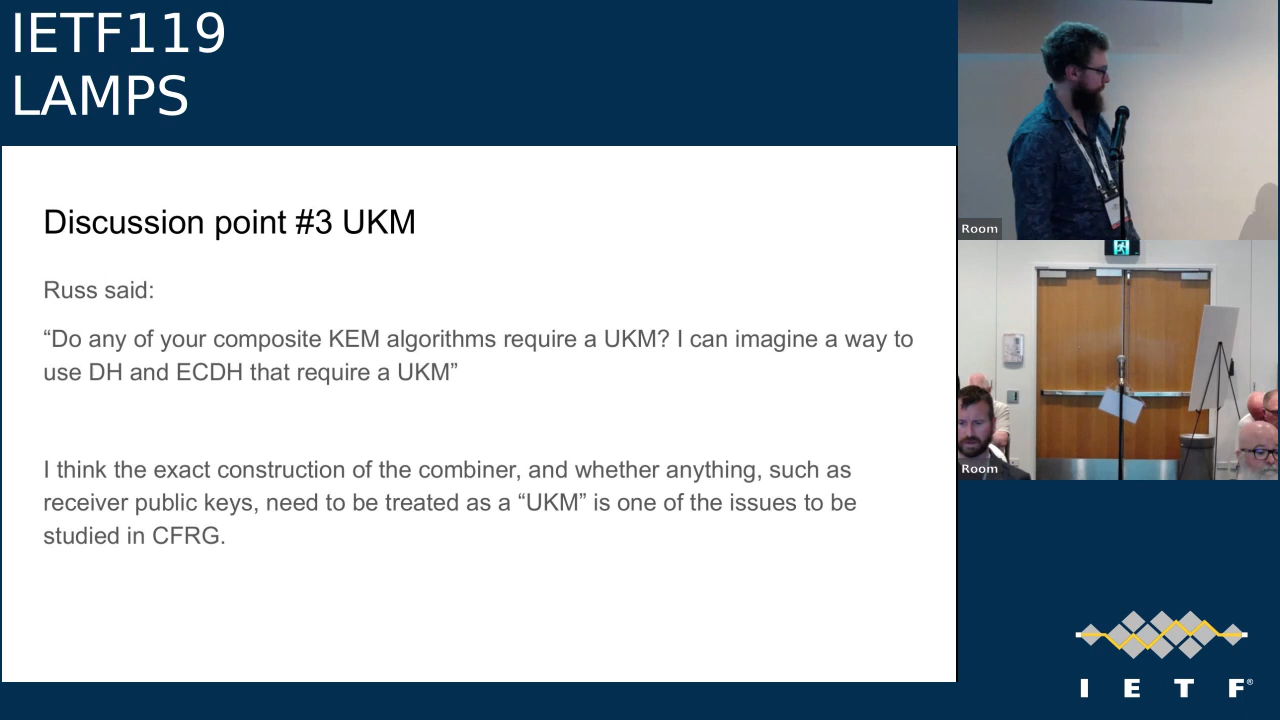 IETF119
LAMPS
Discussion point #3 UKM
Russ said:
“Do any of your composite KEM algorithms require a UKM? I can imagine a way to
use DH and ECDH that require a UKM”
I think the exact construction of the combiner, and whether anything, such as
receiver public keys, need to be treated as a “UKM” is one of the issues to be
studied in CFRG.
Room
Room
I E T F®